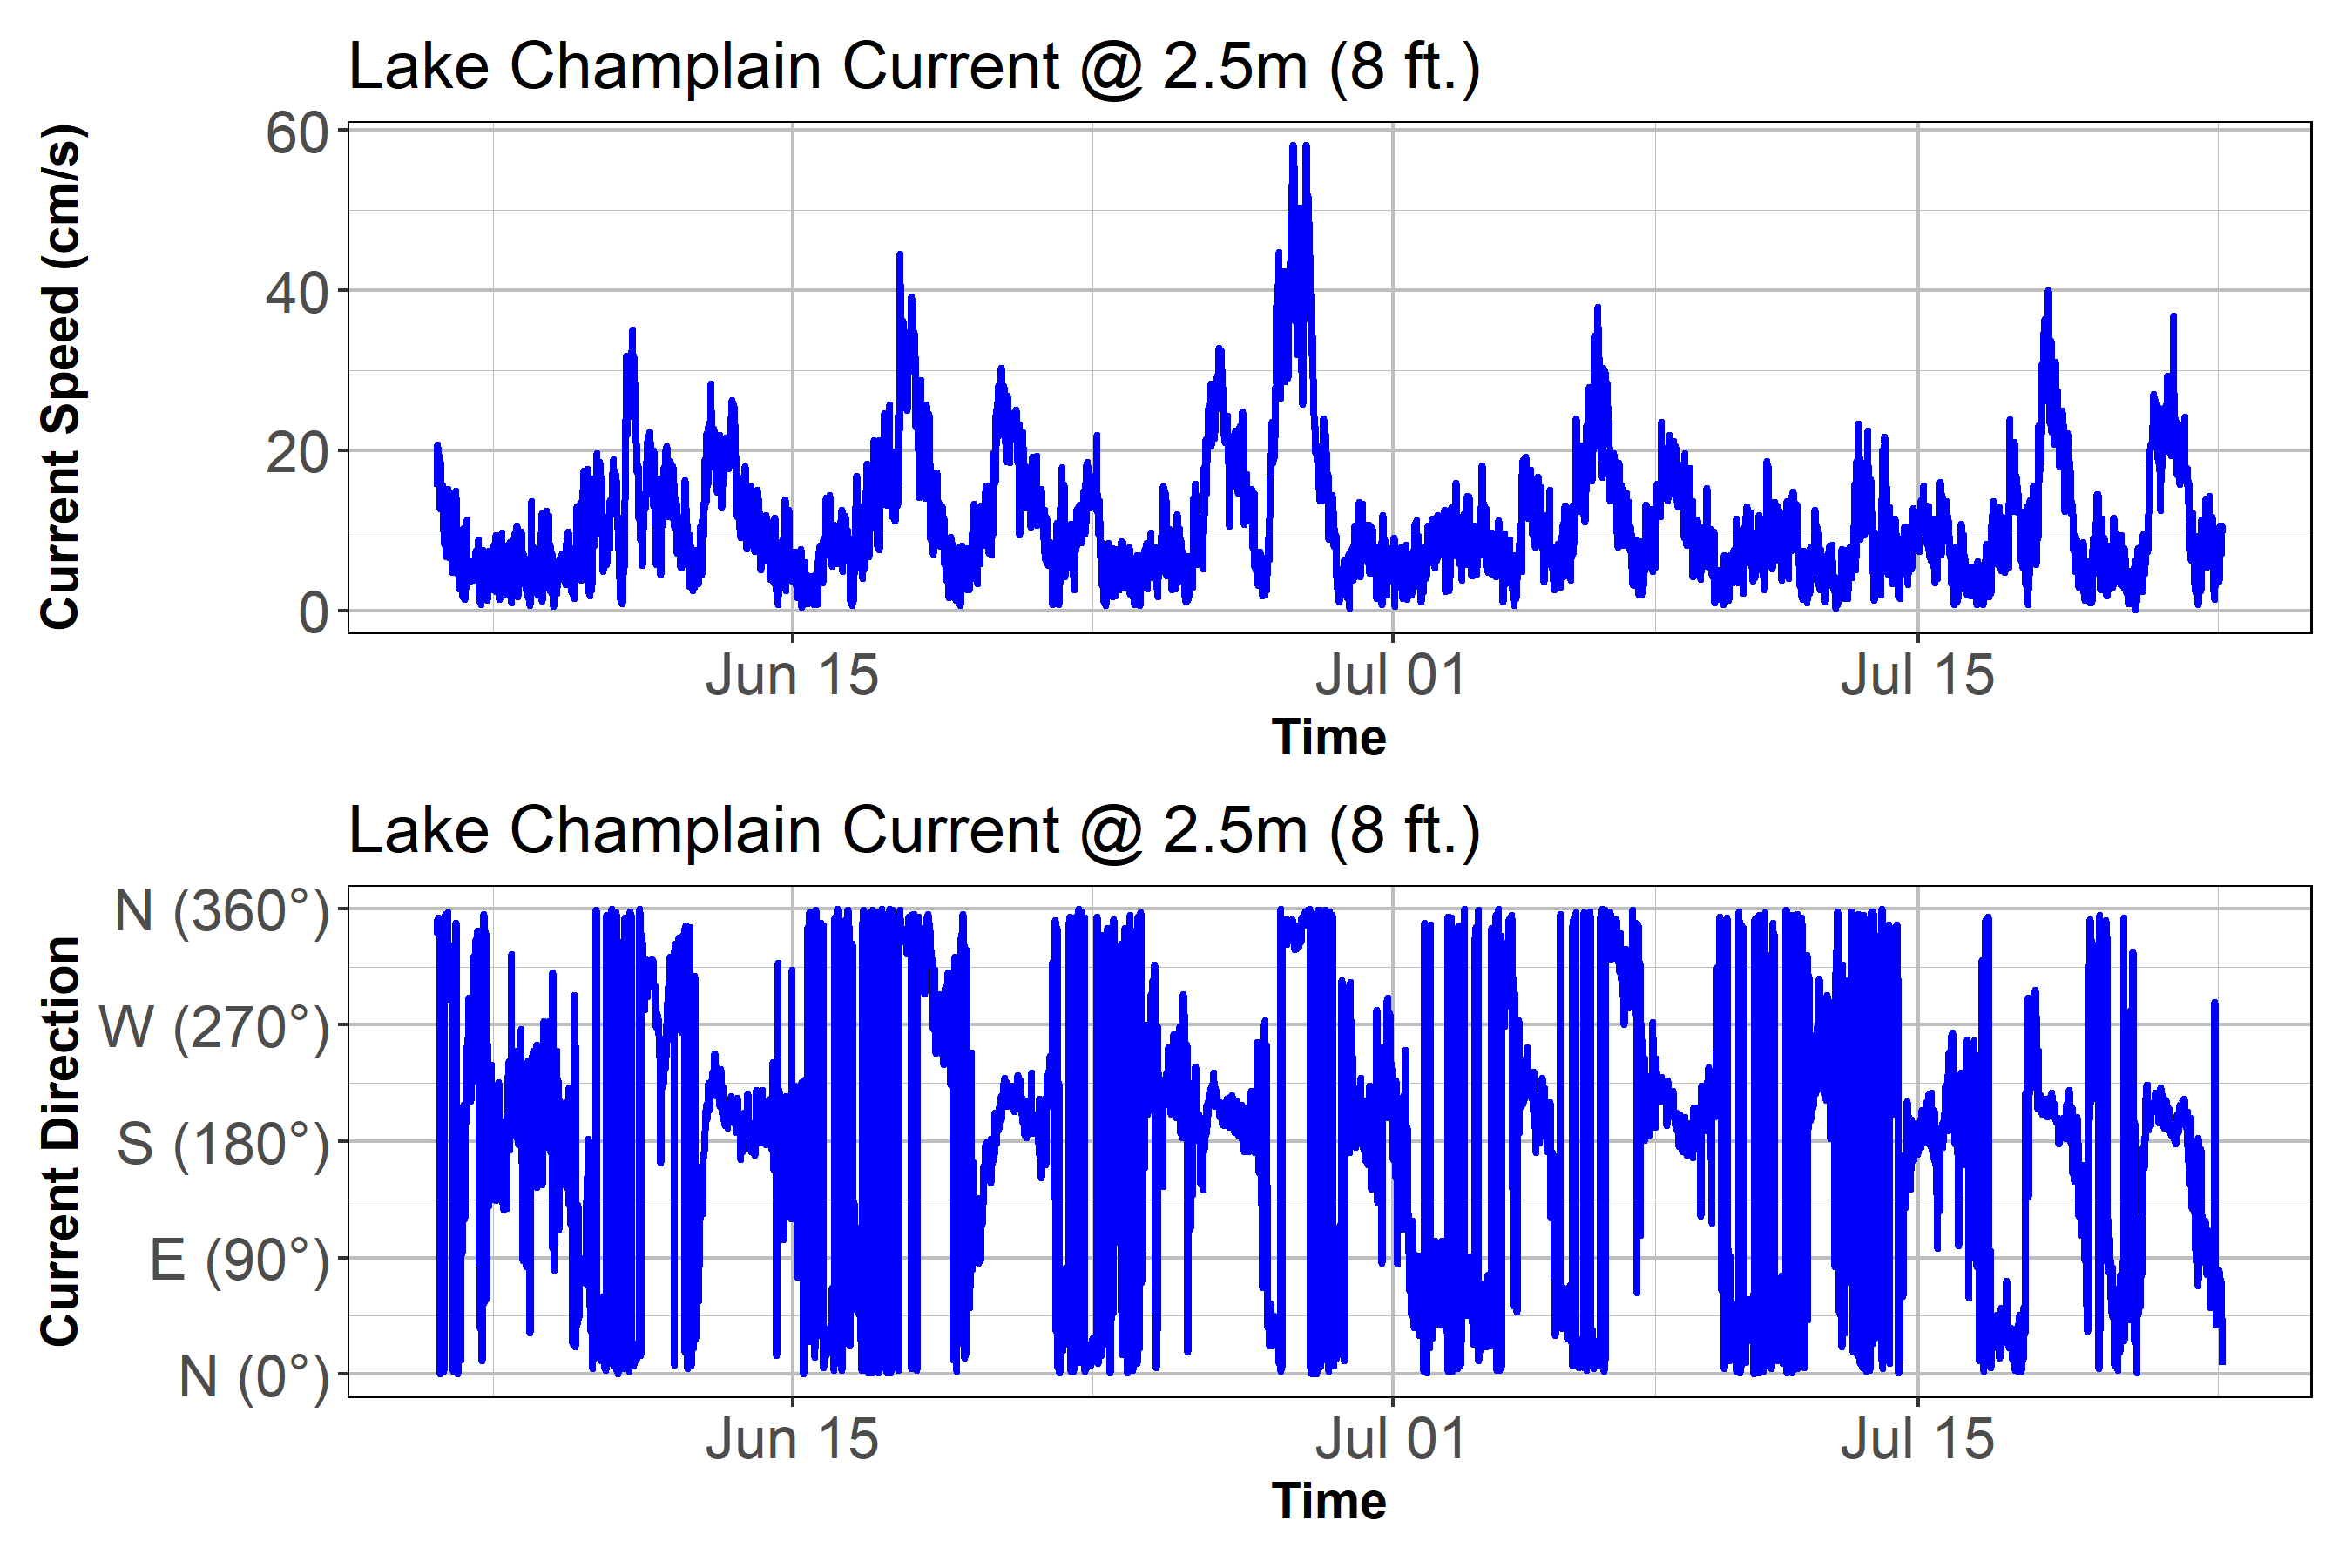 Lake Champlain Current @ 2.5m (8 ft.)
Current Speed (cm/s)
60
40
20
0
Jun 15 Jul 01 Jul 15
Time
Lake Champlain Current @ 2.5m (8 ft.)
Current Direction
N (360°)
W (270°)
S (180°)
E (90°)
N (0°)
Jun 15 Jul 01 Jul 15
Time